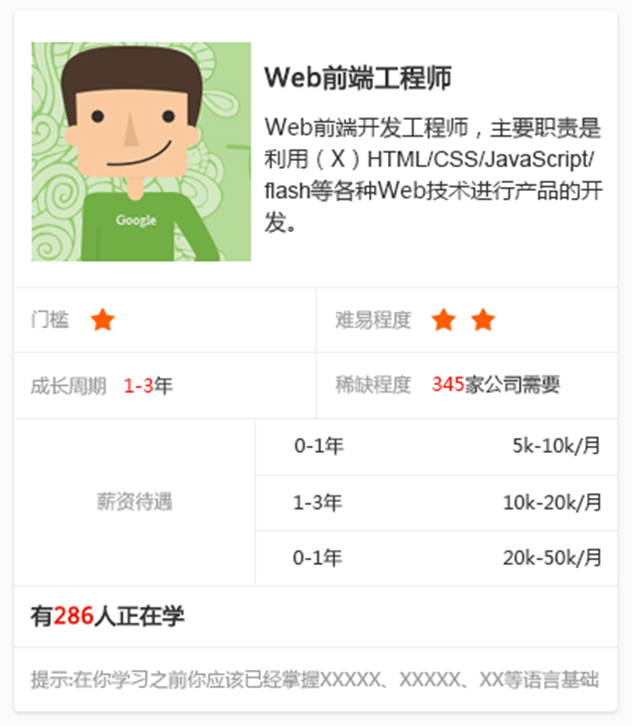 Google
Web前端工程师
Web前端开发工程师，主要职责是
利用（X）HTML/CSS/JavaScript/
flash等各种Web技术进行产品的开
发。
门槛
难易程度
成长周期 1-3年
稀缺程度 345家公司需要
薪资待遇
0-1年 5k-10k/月
1-3年 10k-20k/月
0-1年 20k-50k/月
有286人正在学
提示:在你学习之前你应该已经掌握XXXXX、XXXXX、XX等语言基础